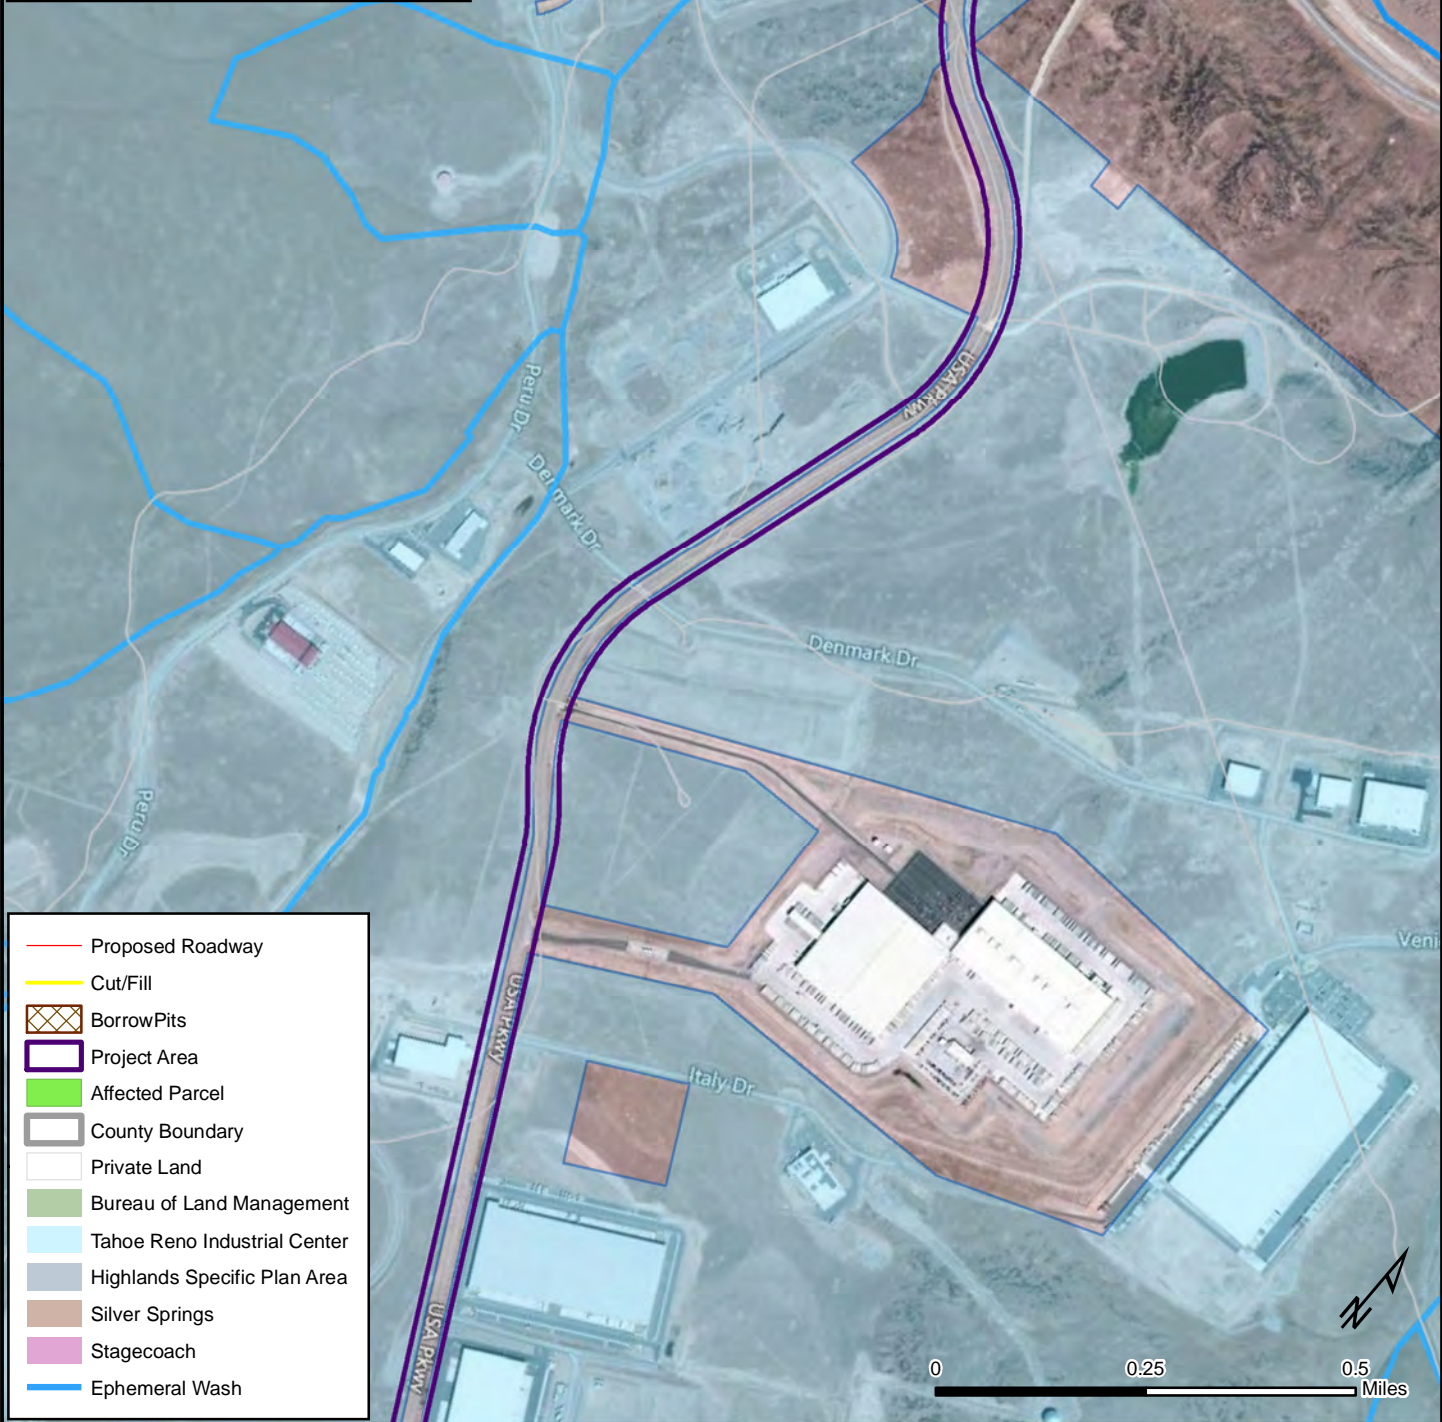 USA Pkwy
Peru Dr
Denmark Dr
Denmark Dr
Peru Dr
Veni
USA Pkwy
Italy Dr
USA Pkwy
Proposed Roadway
Cut/Fill
BorrowPits
Project Area
Affected Parcel
County Boundary
Private Land
Bureau of Land Management
Tahoe Reno Industrial Center
Highlands Specific Plan Area
Silver Springs
Stagecoach
Ephemeral Wash
N
0 0.25 0.5
Miles